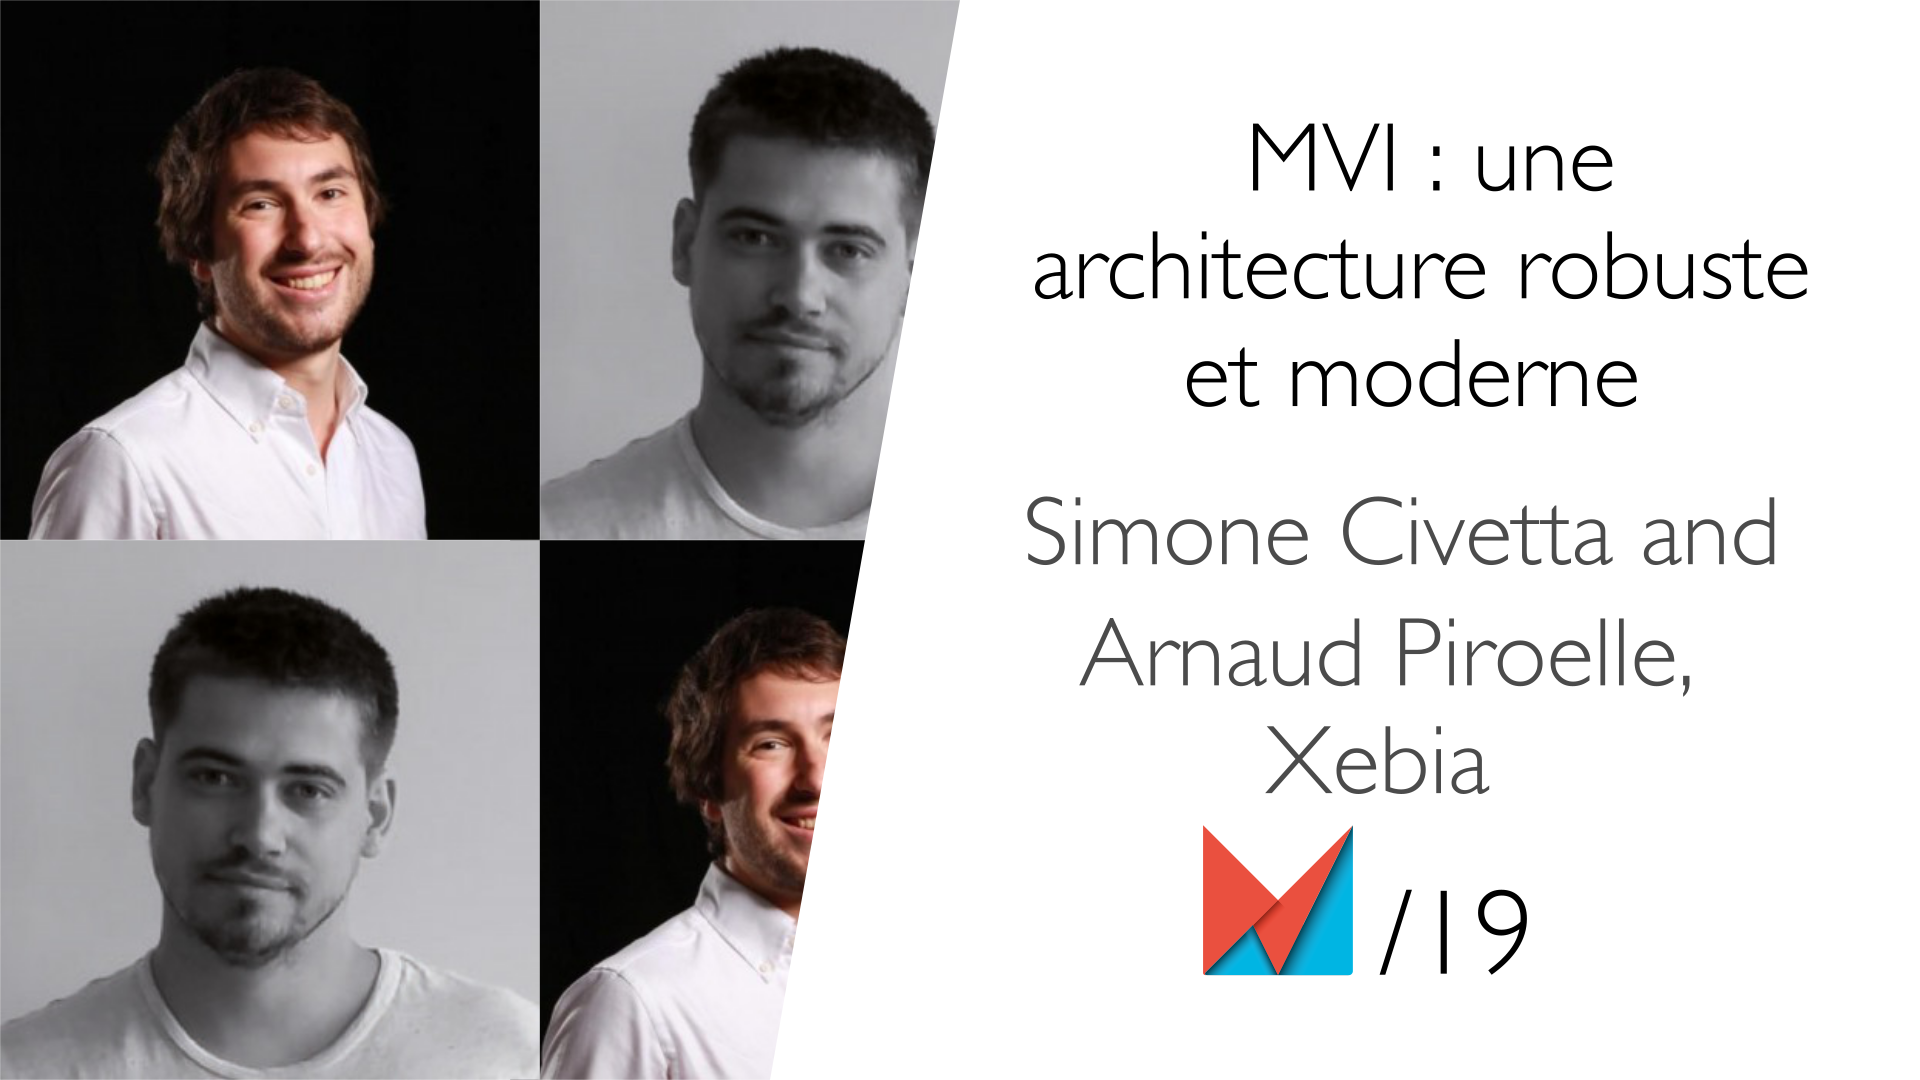 MVI : une
architecture robuste
et moderne
Simone Civetta and
Arnaud Piroelle,
Xebia
/19